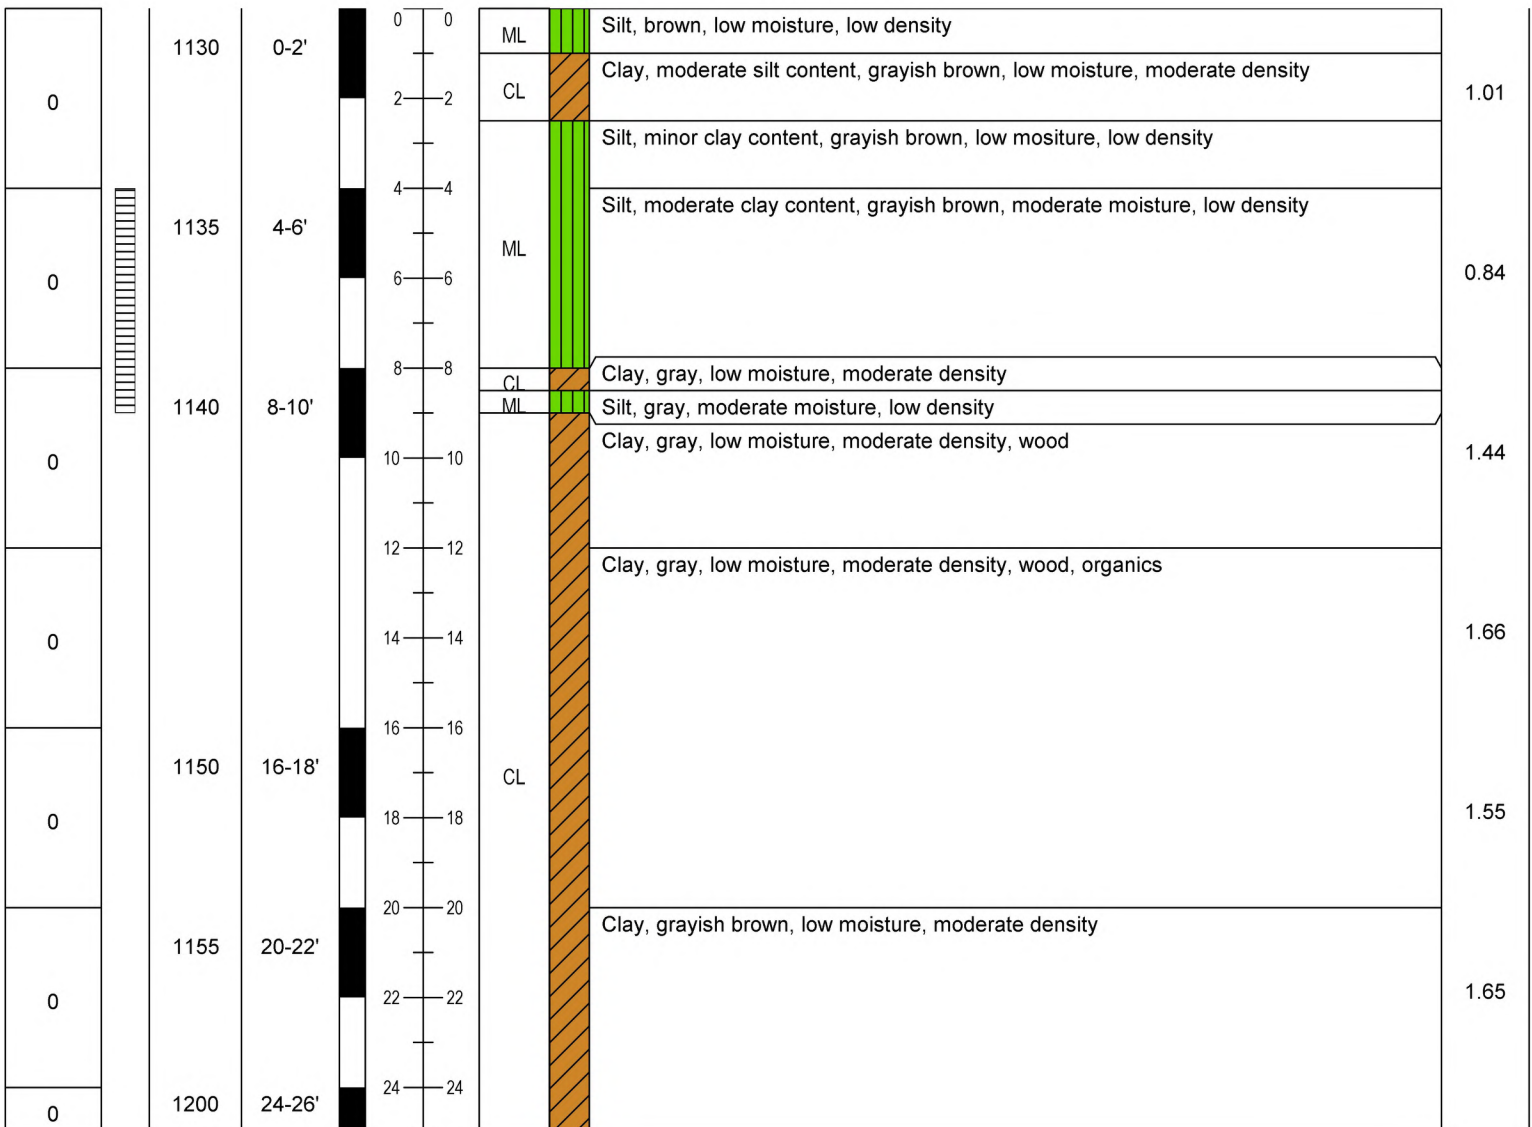 0 0
ML Silt, brown, low moisture, low density
1130 0-2'
Clay, moderate silt content, grayish brown, low moisture, moderate density
CL 1.01
0 2 2
Silt, minor clay content, grayish brown, low mositure, low density
4 4
Silt, moderate clay content, grayish brown, moderate moisture, low density
1135 4-6'
ML
0 6 6 0.84
8 8
CL Clay, gray, low moisture, moderate density
1140 8-10' ML Silt, gray, moderate moisture, low density
Clay, gray, low moisture, moderate density, wood
0 10 10 1.44
12 12
Clay, gray, low moisture, moderate density, wood, organics
0 14 14 1.66
16 16
1150 16-18' CL
0 18 18 1.55
20 20
Clay, grayish brown, low moisture, moderate density
1155 20-22'
0 22 22 1.65
24 24
0 1200 24-26'